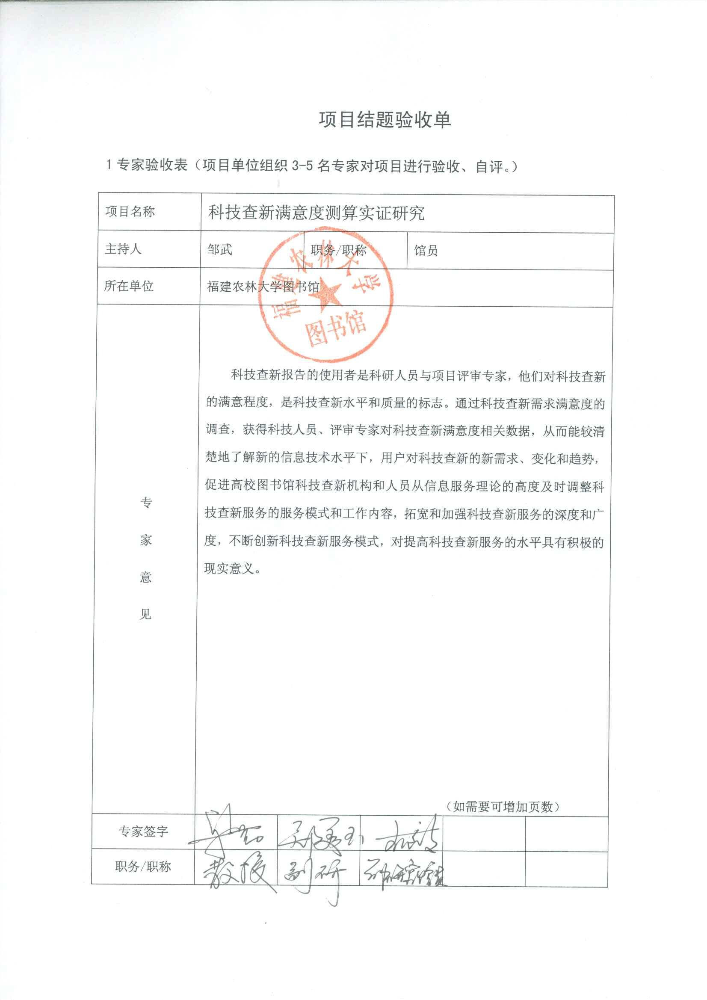 项目结题验收单
1 专家验收表（项目单位组织 3-5 名专家对项目进行验收、自评。）
项目名称 科技查新满意度测算实证研究
主持人 邹武 职务/职称 馆员
所在单位 福建农林大学图书馆
福建农林大学
图书馆
专家意见
科技查新报告的使用者是科研人员与项目评审专家，他们对科技查新
的满意程度，是科技查新水平和质量的标志。通过科技查新需求满意度的
调查，获得科技人员、评审专家对科技查新满意度相关数据，从而能较清
楚地了解新的信息技术水平下，用户对科技查新的新需求、变化和趋势，
促进高校图书馆科技查新机构和人员从信息服务理论的高度及时调整科
技查新服务的服务模式和工作内容，拓宽和加强科技查新服务的深度和广
度，不断创新科技查新服务模式，对提高科技查新服务的水平具有积极的
现实意义。
（如需要可增加页数）
专家签字 郑美玉
职务/职称 教授 副研